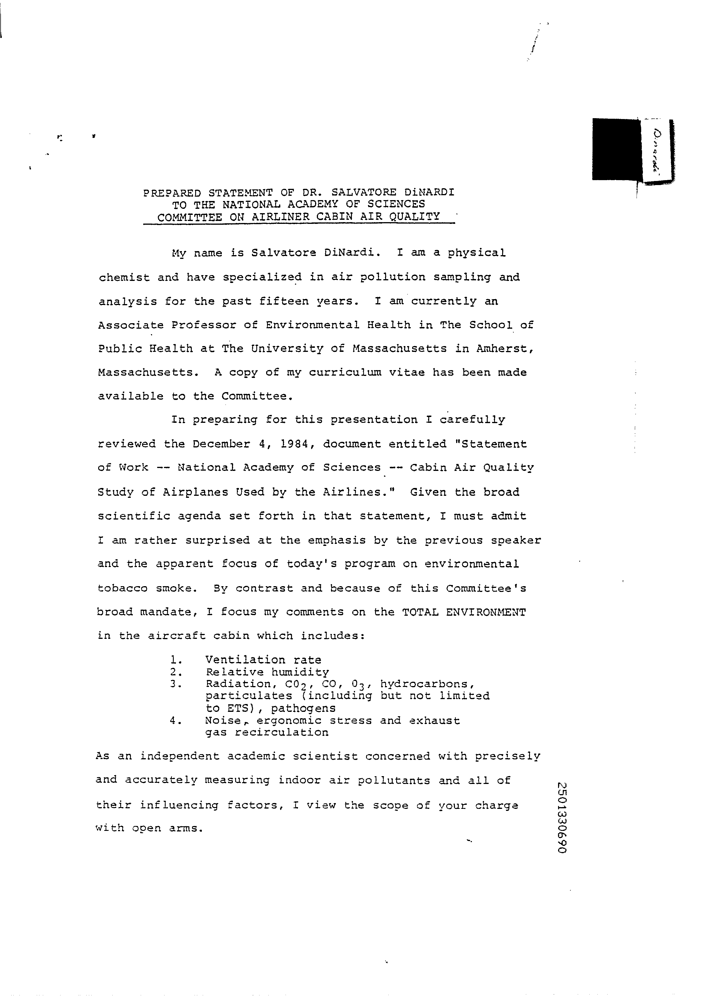 Dinardi
PREPARED STATEMENT OF DR. SALVATORE DiNARDI
TO THE NATIONAL ACADEMY OF SCIENCES
COMMITTEE ON AIRLINER CABIN AIR QUALITY
My name is Salvatore DiNardi. I am a physical
chemist and have specialized in air pollution sampling and
analysis for the past fifteen years. I am currently an
Associate Professor of Environmental Health in The School of
Public Health at The University of Massachusetts in Amherst,
Massachusetts. A copy of my curriculum vitae has been made
available to the Committee.
In preparing for this presentation I carefully
reviewed the December 4, 1984, document entitled "Statement
of Work -- National Academy of Sciences -- Cabin Air Quality
Study of Airplanes Used by the Airlines." Given the broad
scientific agenda set forth in that statement, I must admit
I am rather surprised at the emphasis by the previous speaker
and the apparent focus of today's program on environmental
tobacco smoke. By contrast and because of this Committee's
broad mandate, I focus my comments on the TOTAL ENVIRONMENT
in the aircraft cabin which includes:
1. Ventilation rate
2. Relative humidity
3. Radiation, CO2, CO, O3, hydrocarbons,
particulates (including but not limited
to ETS), pathogens
4. Noise, ergonomic stress and exhaust
gas recirculation
As an independent academic scientist concerned with precisely
and accurately measuring indoor air pollutants and all of
their influencing factors, I view the scope of your charge
with open arms.
2501330690